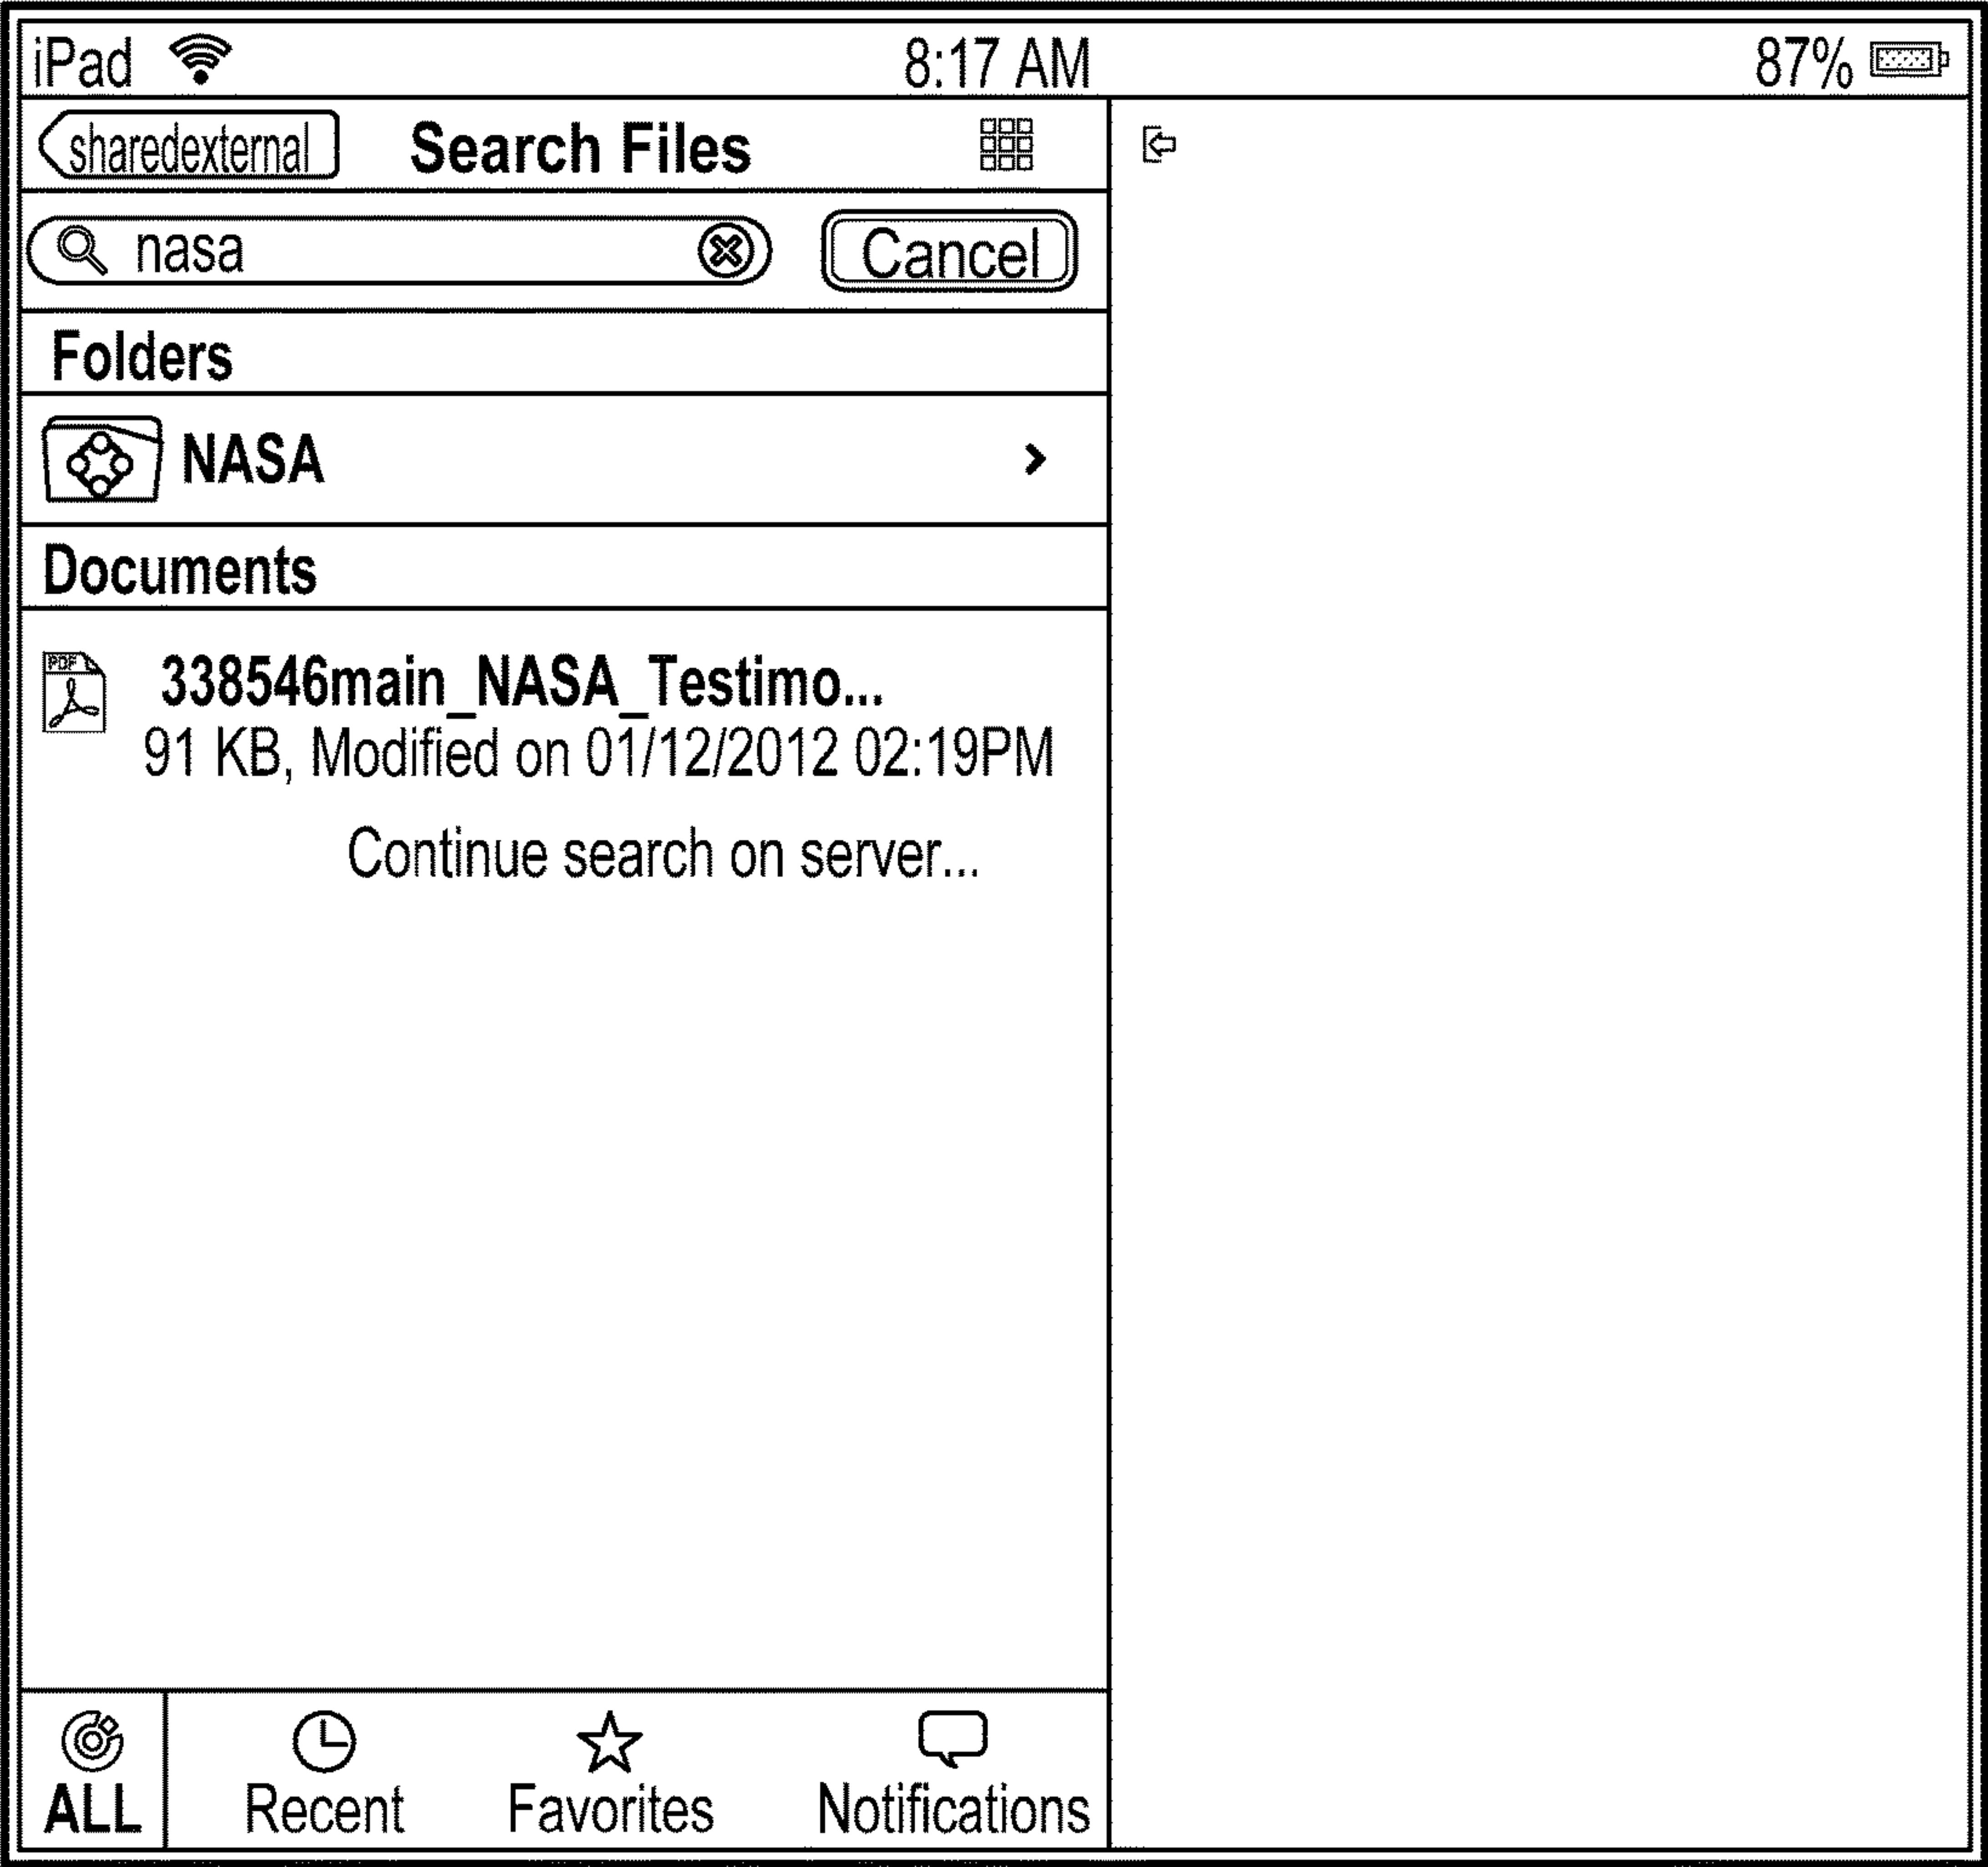 iPad 8:17 AM 87%
sharedexternal Search Files
nasa Cancel
Folders
NASA
Documents
PDF 338546main_NASA_Testimo...
91 KB, Modified on 01/12/2012 02:19PM
Continue search on server...
ALL Recent Favorites Notifications